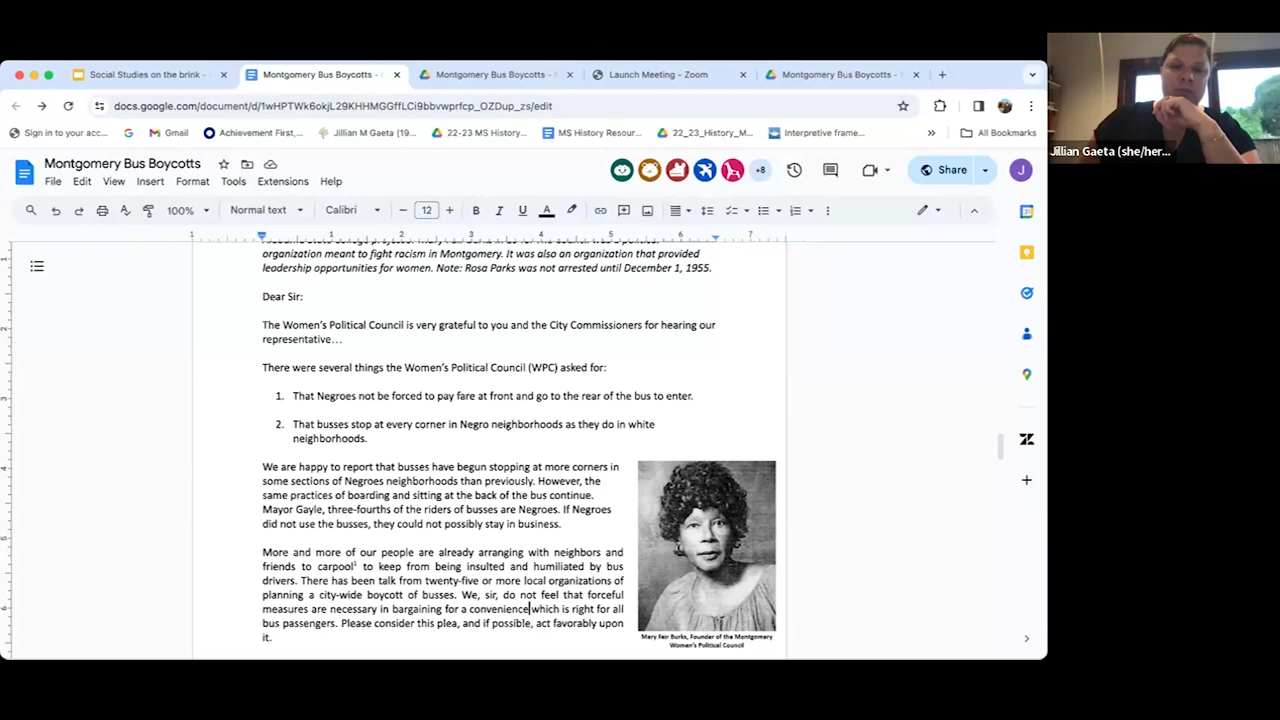 Social Studies on the brink -
Montgomery Bus Boycotts -
Montgomery Bus Boycotts -
Launch Meeting - Zoom
Montgomery Bus Boycotts -
docs.google.com/document/d/1wHPTWk6okjL29KHHMGGffLCi9bbvwprfcp_OZDup_zs/edit
Sign in to your acc...
Gmail
Achievement First,...
Jillian M Gaeta (19...
22-23 MS History...
MS History Resour...
22_23_History_M...
Interpretive frame...
All Bookmarks
Montgomery Bus Boycotts
+8
Share
J
File Edit View Insert Format Tools Extensions Help
100% Normal text Calibri 12 B I U A
1 1 2 3 4 5 6 7
organization meant to fight racism in Montgomery. It was also an organization that provided
leadership opportunities for women. Note: Rosa Parks was not arrested until December 1, 1955.
Dear Sir:
The Women's Political Council is very grateful to you and the City Commissioners for hearing our
representative...
There were several things the Women's Political Council (WPC) asked for:
1. That Negroes not be forced to pay fare at front and go to the rear of the bus to enter.
2. That busses stop at every corner in Negro neighborhoods as they do in white
neighborhoods.
We are happy to report that busses have begun stopping at more corners in
some sections of Negroes neighborhoods than previously. However, the
same practices of boarding and sitting at the back of the bus continue.
Mayor Gayle, three-fourths of the riders of busses are Negroes. If Negroes
did not use the busses, they could not possibly stay in business.
More and more of our people are already arranging with neighbors and
friends to carpool¹ to keep from being insulted and humiliated by bus
drivers. There has been talk from twenty-five or more local organizations of
planning a city-wide boycott of busses. We, sir, do not feel that forceful
measures are necessary in bargaining for a convenience which is right for all
bus passengers. Please consider this plea, and if possible, act favorably upon
it.
Mary Fair Burks, Founder of the Montgomery
Women's Political Council
Jillian Gaeta (she/her...